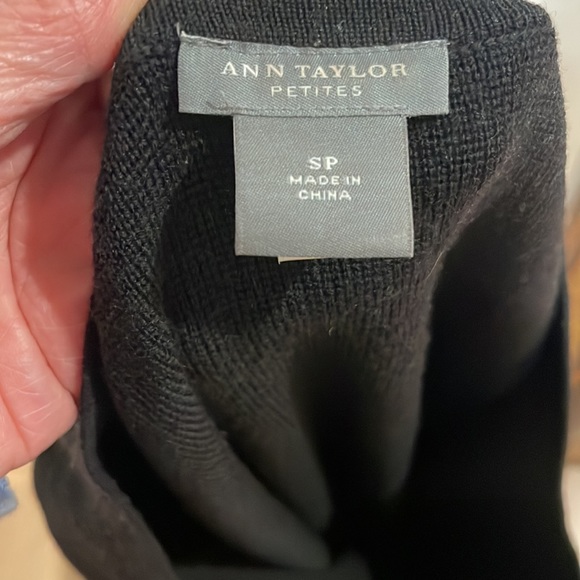 ANN TAYLOR
PETITES
SP
MADE IN
CHINA